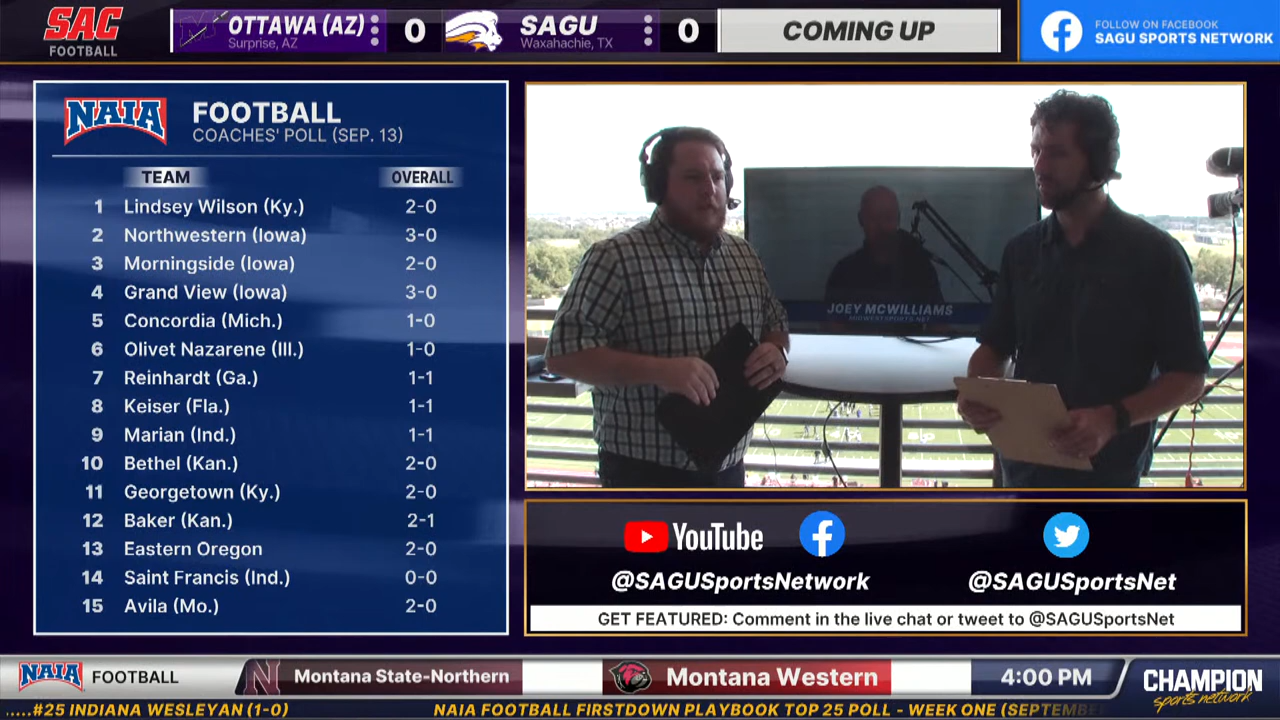 SAC
FOOTBALL
OTTAWA (AZ)
Surprise, AZ
0
SAGU
Waxahachie, TX
0
COMING UP
FOLLOW ON FACEBOOK
SAGU SPORTS NETWORK
NAIA
FOOTBALL
COACHES' POLL (SEP. 13)
TEAM OVERALL
1 Lindsey Wilson (Ky.) 2-0
2 Northwestern (Iowa) 3-0
3 Morningside (Iowa) 2-0
4 Grand View (Iowa) 3-0
5 Concordia (Mich.) 1-0
6 Olivet Nazarene (Ill.) 1-0
7 Reinhardt (Ga.) 1-1
8 Keiser (Fla.) 1-1
9 Marian (Ind.) 1-1
10 Bethel (Kan.) 2-0
11 Georgetown (Ky.) 2-0
12 Baker (Kan.) 2-1
13 Eastern Oregon 2-0
14 Saint Francis (Ind.) 0-0
15 Avila (Mo.) 2-0
JOEY MCWILLIAMS
MIDWESTSPORTS.NET
YouTube
@SAGUSportsNetwork
@SAGUSportsNet
GET FEATURED: Comment in the live chat or tweet to @SAGUSportsNet
NAIA FOOTBALL
N
Montana State-Northern
Montana Western
4:00 PM
CHAMPION
sports network
.....#25 INDIANA WESLEYAN (1-0)
NAIA FOOTBALL FIRSTDOWN PLAYBOOK TOP 25 POLL - WEEK ONE (SEPTEMBE